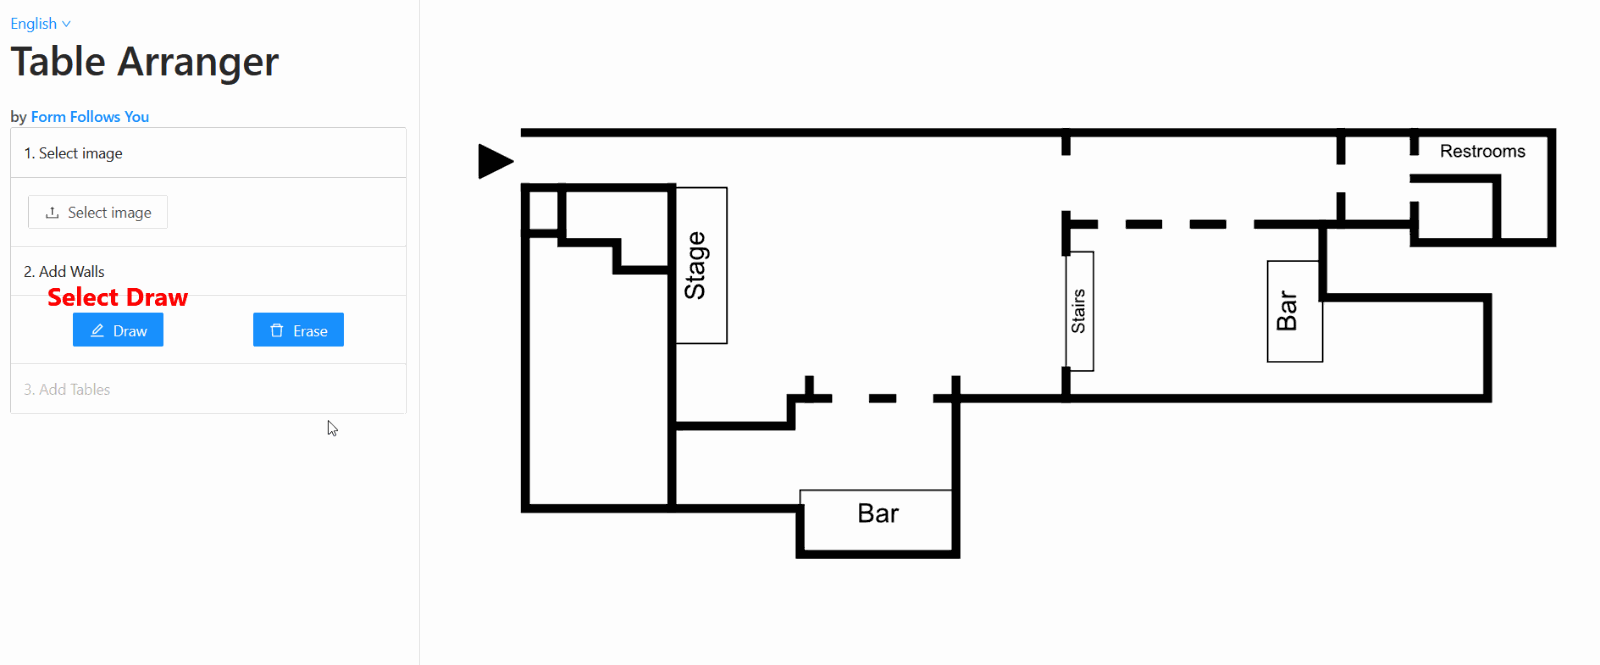 English
Table Arranger
by Form Follows You
1. Select image
Select image
2. Add Walls
Select Draw
Draw
Erase
3. Add Tables
Restrooms
Stage
Stairs
Bar
Bar